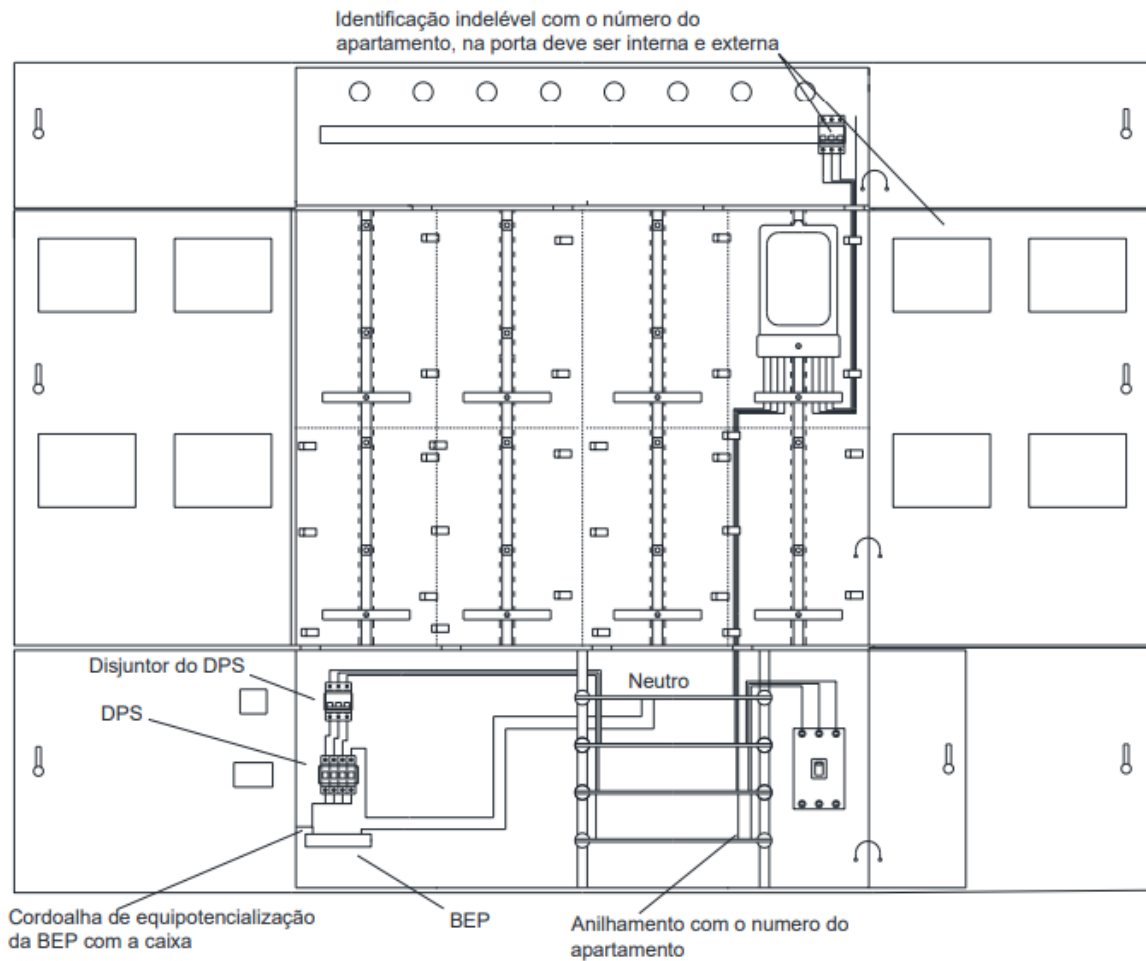 Identificação indelével com o número do
apartamento, na porta deve ser interna e externa
Disjuntor do DPS
DPS
Neutro
Cordoalha de equipotencialização
da BEP com a caixa
BEP
Anilhamento com o numero do
apartamento